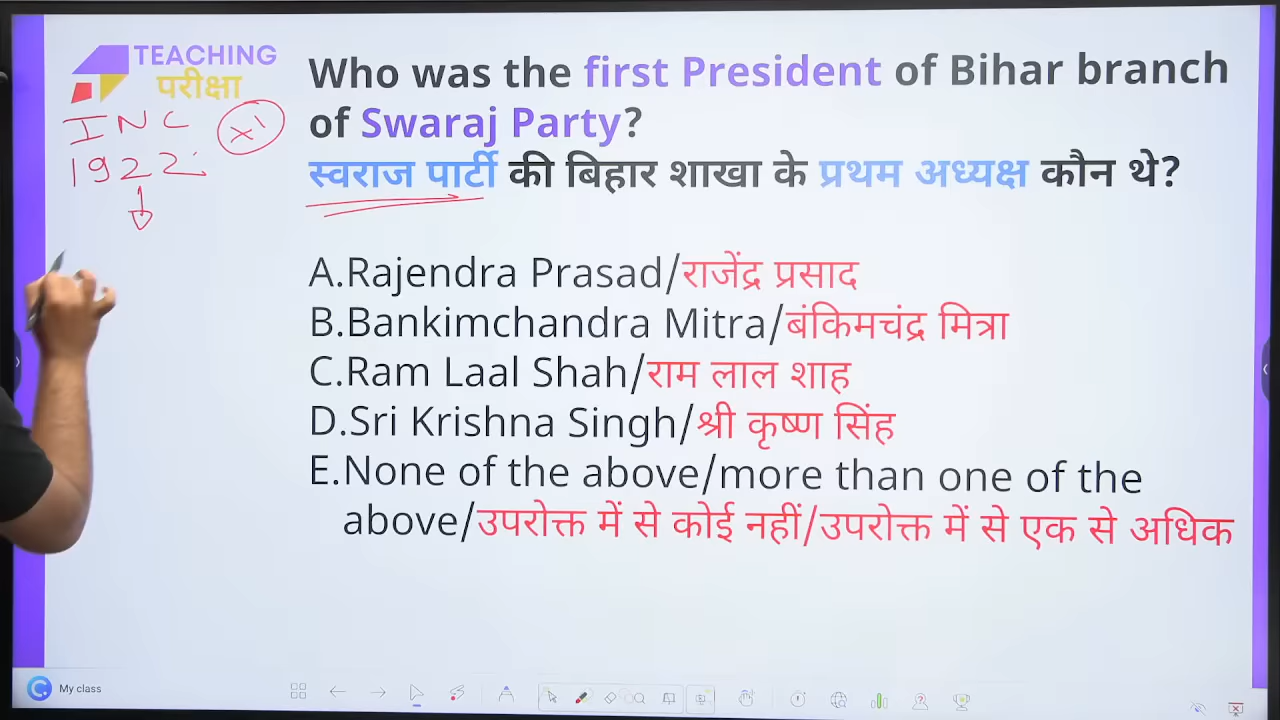 TEACHING
परीक्षा
INC
1922
Who was the first President of Bihar branch
of Swaraj Party?
स्वराज पार्टी की बिहार शाखा के प्रथम अध्यक्ष कौन थे?
A.Rajendra Prasad/राजेंद्र प्रसाद
B.Bankimchandra Mitra/बंकिमचंद्र मित्रा
C.Ram Laal Shah/राम लाल शाह
D.Sri Krishna Singh/श्री कृष्ण सिंह
E.None of the above/more than one of the
above/उपरोक्त में से कोई नहीं/उपरोक्त में से एक से अधिक
My class